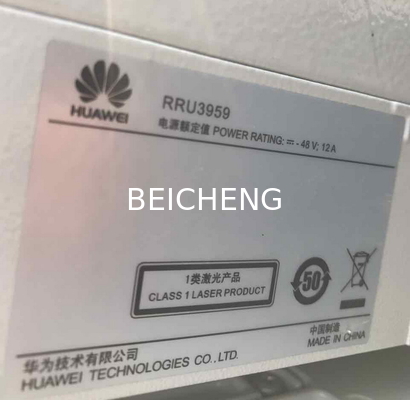 HUAWEI
RRU3959
电源额定值 POWER RATING: ⎓ - 48 V; 12 A
BEICHENG
1类激光产品
CLASS 1 LASER PRODUCT
50
中国制造
MADE IN CHINA
华为技术有限公司
HUAWEI TECHNOLOGIES CO., LTD.